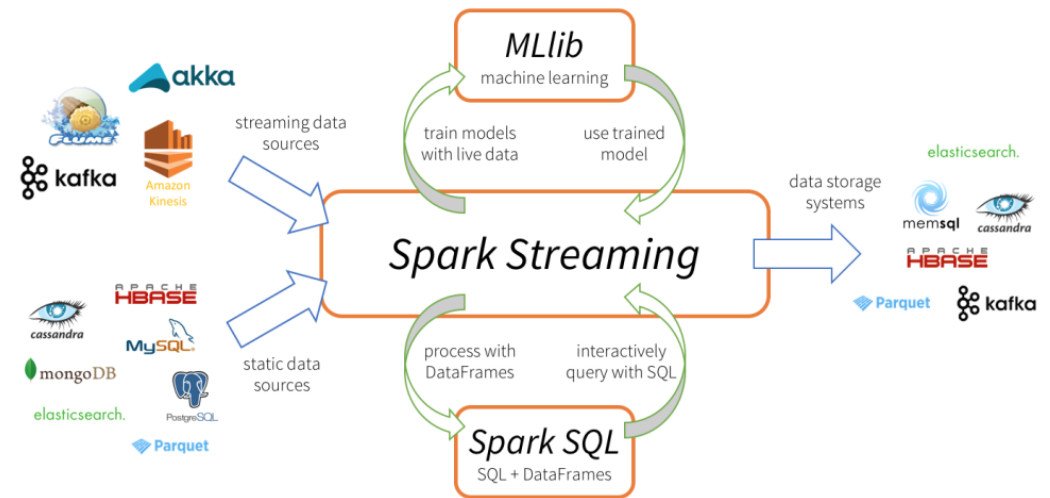 MLlib
machine learning
akka
FLUME
kafka
Amazon
Kinesis
streaming data
sources
train models
with live data
use trained
model
Spark Streaming
data storage
systems
elasticsearch.
memsql
cassandra
APACHE
HBASE
Parquet
kafka
APACHE
HBASE
cassandra
MySQL®
mongoDB
PostgreSQL
elasticsearch.
Parquet
static data
sources
process with
DataFrames
interactively
query with SQL
Spark SQL
SQL + DataFrames